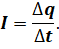 I = Δq/Δt.